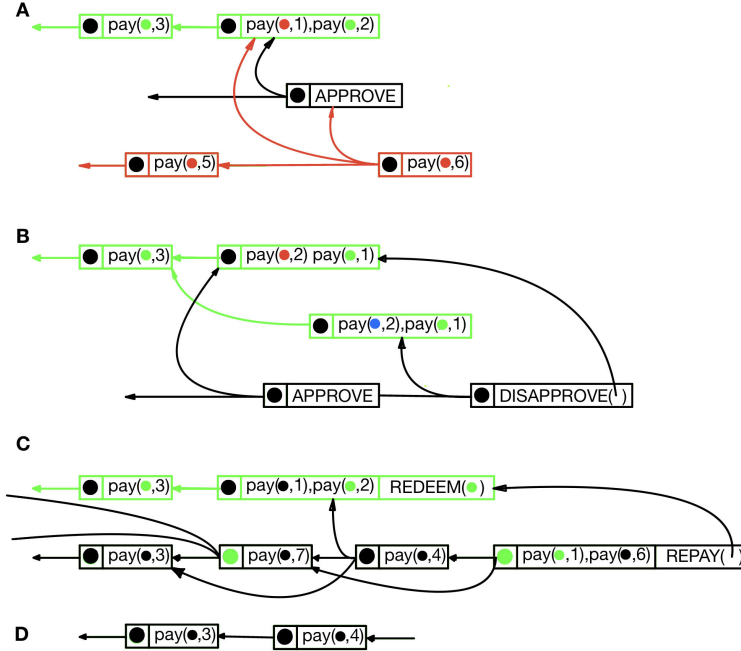 A
pay( ,3) pay( ,1),pay( ,2)
APPROVE
pay( ,5) pay( ,6)
B
pay( ,3) pay( ,2) pay( ,1)
pay( ,2),pay( ,1)
APPROVE DISAPPROVE( )
C
pay( ,3) pay( ,1),pay( ,2) REDEEM( )
pay( ,3) pay( ,7) pay( ,4) pay( ,1),pay( ,6) REPAY( )
D
pay( ,3) pay( ,4)